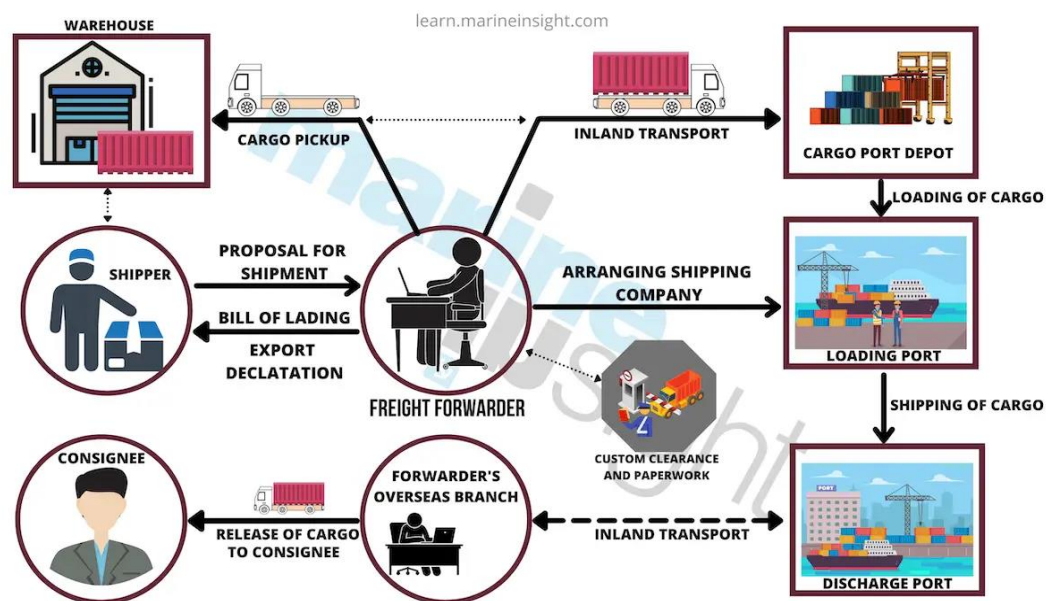 learn.marineinsight.com
WAREHOUSE
CARGO PICKUP
INLAND TRANSPORT
CARGO PORT DEPOT
LOADING OF CARGO
SHIPPER
PROPOSAL FOR
SHIPMENT
BILL OF LADING
EXPORT
DECLATATION
FREIGHT FORWARDER
ARRANGING SHIPPING
COMPANY
LOADING PORT
CUSTOM CLEARANCE
AND PAPERWORK
SHIPPING OF CARGO
CONSIGNEE
RELEASE OF CARGO
TO CONSIGNEE
FORWARDER'S
OVERSEAS BRANCH
INLAND TRANSPORT
PORT
DISCHARGE PORT
marine
insight